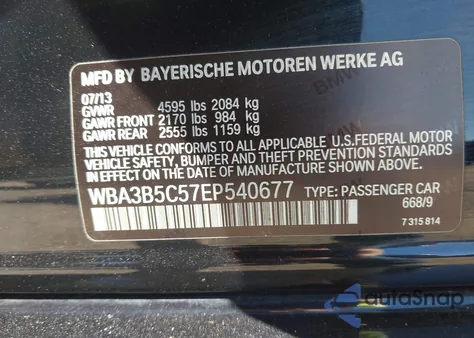 MFD BY BAYERISCHE MOTOREN WERKE AG
07/13
GVWR 4595 lbs 2084 kg
GAWR FRONT 2170 lbs 984 kg
GAWR REAR 2555 lbs 1159 kg
THIS VEHICLE CONFORMS TO ALL APPLICABLE U.S.FEDERAL MOTOR
VEHICLE SAFETY, BUMPER AND THEFT PREVENTION STANDARDS
IN EFFECT ON THE DATE OF MANUFACTURE SHOWN ABOVE.
WBA3B5C57EP540677 TYPE: PASSENGER CAR
668/9
7 315 814
BMW
autoSnap